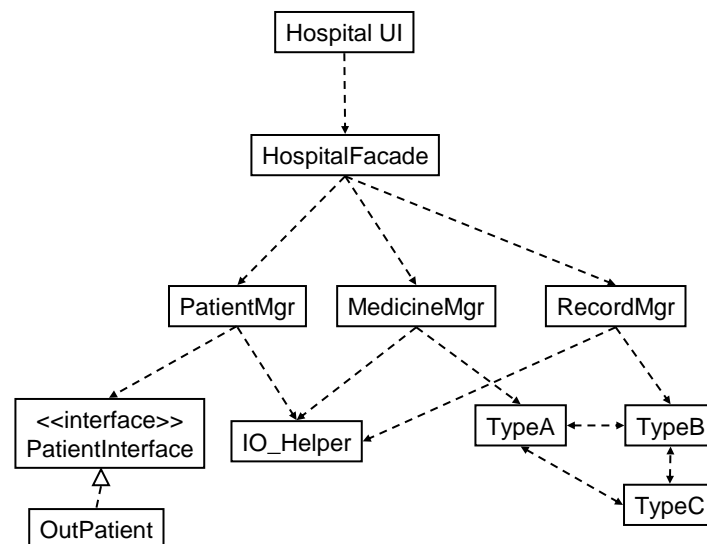 Hospital UI
HospitalFacade
PatientMgr
MedicineMgr
RecordMgr
<<interface>>
PatientInterface
IO_Helper
TypeA
TypeB
TypeC
OutPatient